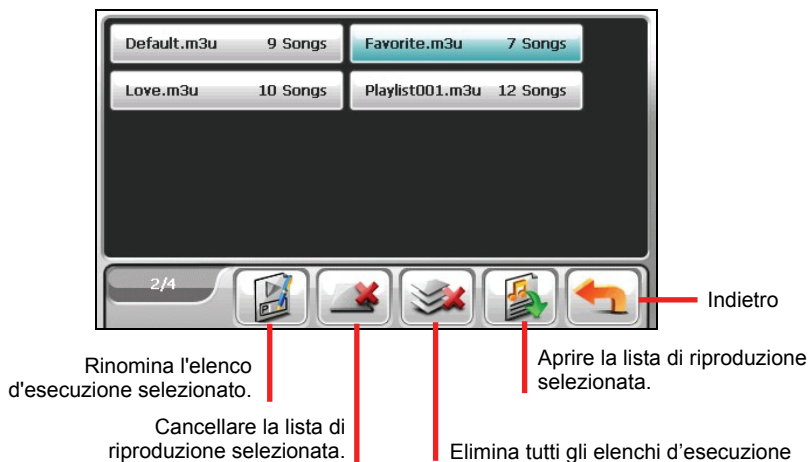 Default.m3u 9 Songs
Favorite.m3u 7 Songs
Love.m3u 10 Songs
Playlist001.m3u 12 Songs
2/4
P
Indietro
Rinomina l'elenco
d'esecuzione selezionato.
Aprire la lista di riproduzione
selezionata.
Cancellare la lista di
riproduzione selezionata.
Elimina tutti gli elenchi d’esecuzione